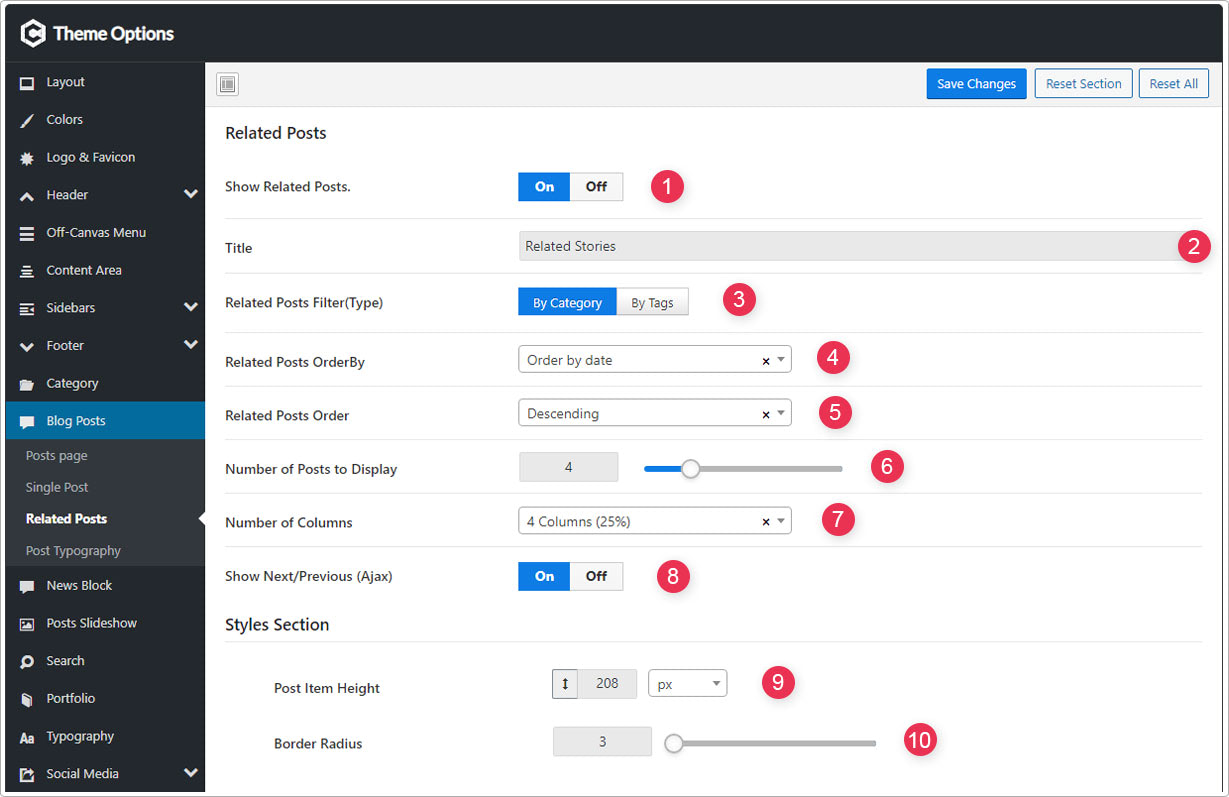 Theme Options
Layout
Colors
Logo & Favicon
Header
Off-Canvas Menu
Content Area
Sidebars
Footer
Category
Blog Posts
Posts page
Single Post
Related Posts
Post Typography
News Block
Posts Slideshow
Search
Portfolio
Aa Typography
Social Media
Save Changes Reset Section Reset All
Related Posts
Show Related Posts. On Off 1
Title Related Stories 2
Related Posts Filter(Type) By Category By Tags 3
Related Posts OrderBy Order by date × 4
Related Posts Order Descending × 5
Number of Posts to Display 4 6
Number of Columns 4 Columns (25%) × 7
Show Next/Previous (Ajax) On Off 8
Styles Section
Post Item Height 208 px 9
Border Radius 3 10